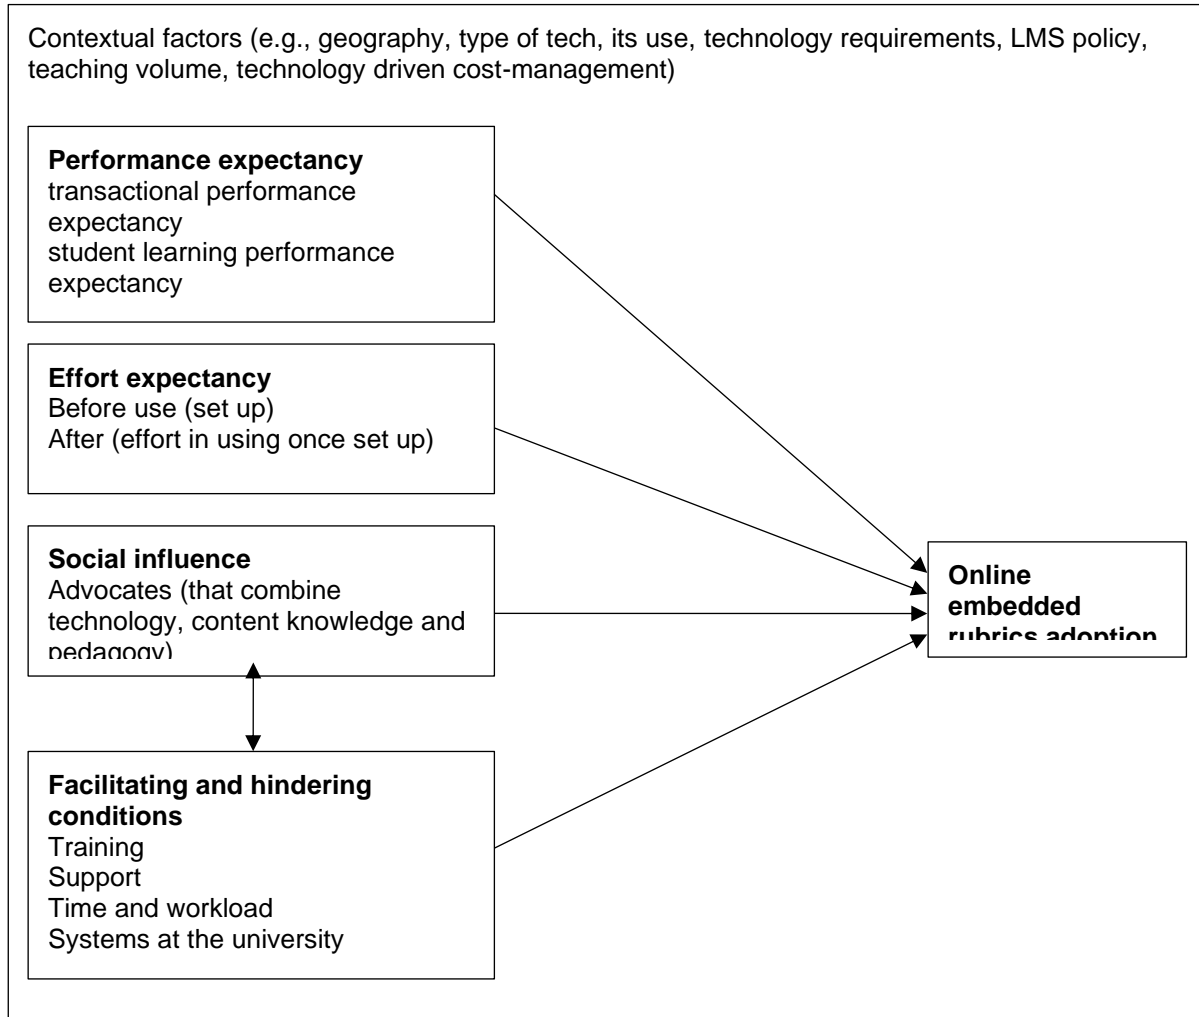 Contextual factors (e.g., geography, type of tech, its use, technology requirements, LMS policy,
teaching volume, technology driven cost-management)
Performance expectancy
transactional performance
expectancy
student learning performance
expectancy
Effort expectancy
Before use (set up)
After (effort in using once set up)
Social influence
Advocates (that combine
technology, content knowledge and
pedagogy)
Facilitating and hindering
conditions
Training
Support
Time and workload
Systems at the university
Online
embedded
rubrics adoption